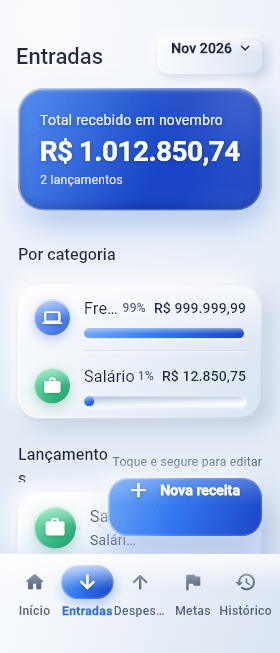 Entradas
Nov 2026
Total recebido em novembro
R$ 1.012.850,74
2 lançamentos
Por categoria
Fre... 99% R$ 999.999,99
Salário 1% R$ 12.850,75
Lançamento
s
Toque e segure para editar
Nova receita
Sa
Salári...
Início Entradas Despes... Metas Histórico